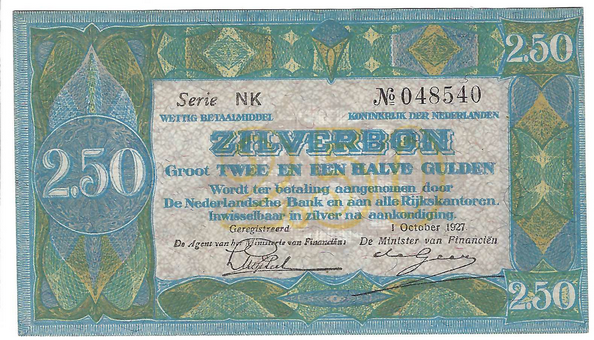 2.50
Serie NK № 048540
WETTIG BETAALMIDDEL KONINKRIJK DER NEDERLANDEN
ZILVERBON
Groot TWEE EN EEN HALVE GULDEN
Wordt ter betaling aangenomen door
De Nederlandsche Bank en aan alle Rijkskantoren.
Inwisselbaar in zilver na aankondiging.
Geregistreerd 1 October 1927
De Agent van het Ministerie van Financiën: De Minister van Financiën
de Geer
2.50
2.50